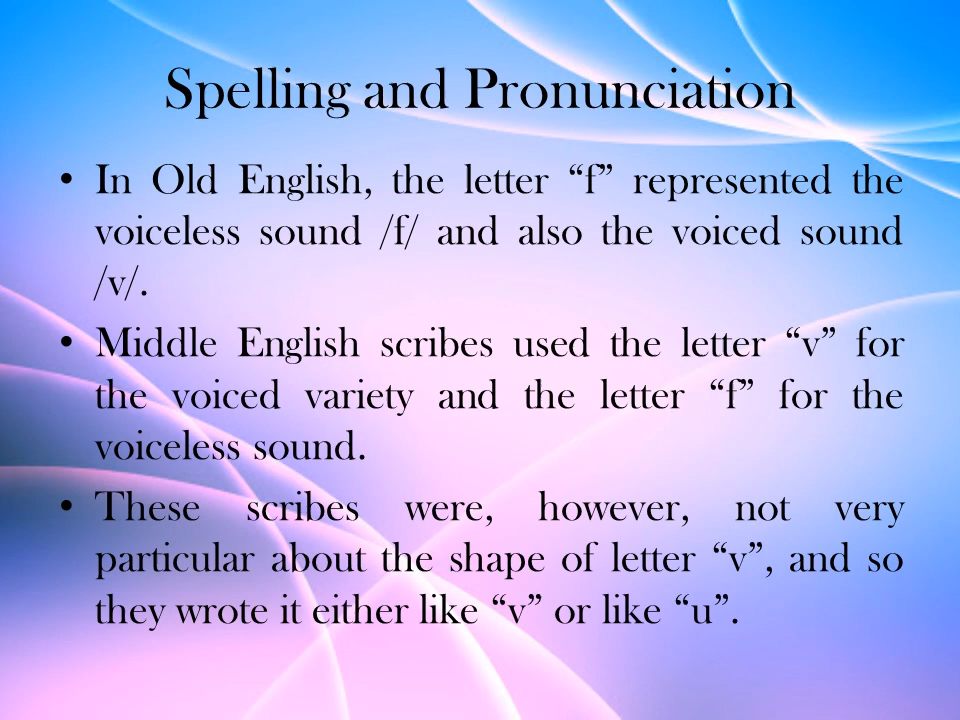 Spelling and Pronunciation
• In Old English, the letter “f” represented the
voiceless sound /f/ and also the voiced sound
/v/.
• Middle English scribes used the letter “v” for
the voiced variety and the letter “f” for the
voiceless sound.
• These scribes were, however, not very
particular about the shape of letter “v”, and so
they wrote it either like “v” or like “u”.